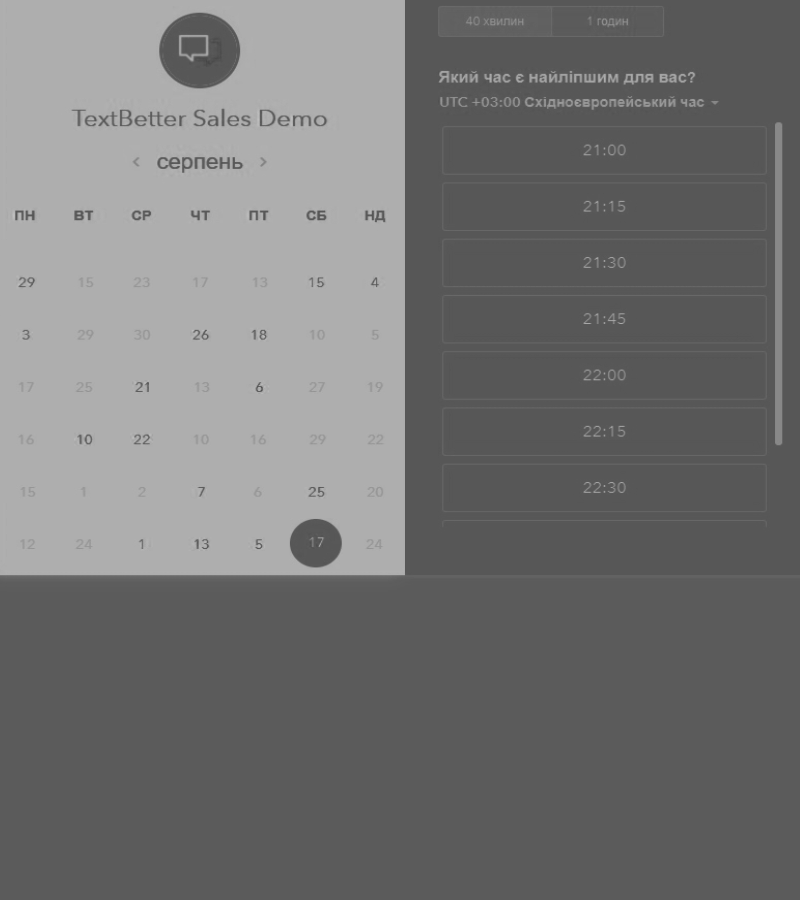 TextBetter Sales Demo
‹ серпень ›
ПН ВТ СР ЧТ ПТ СБ НД
29 15 23 17 13 15 4
3 29 30 26 18 10 5
17 25 21 13 6 27 19
16 10 22 10 16 29 22
15 1 2 7 6 25 20
12 24 1 13 5 17 24
40 хвилин 1 годин
Який час є найліпшим для вас?
UTC +03:00 Східноєвропейський час
21:00
21:15
21:30
21:45
22:00
22:15
22:30